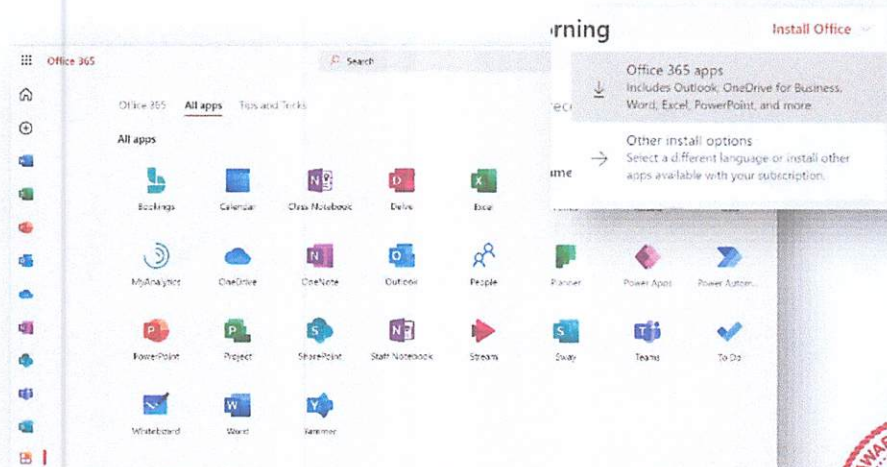 Install Office
Office 365
Search
Office 365 apps
Includes Outlook, OneDrive for Business,
Word, Excel, PowerPoint, and more
Other install options
Select a different language or install other
apps available with your subscription.
Office 365 All apps Tips and Tricks
All apps
Bookings Calendar Class Notebook Delve Excel
MyAnalytics OneDrive OneNote Outlook People Planner Power Apps Power Autom...
PowerPoint Project SharePoint Staff Notebook Stream Sway Teams To Do
Whiteboard Word Yammer